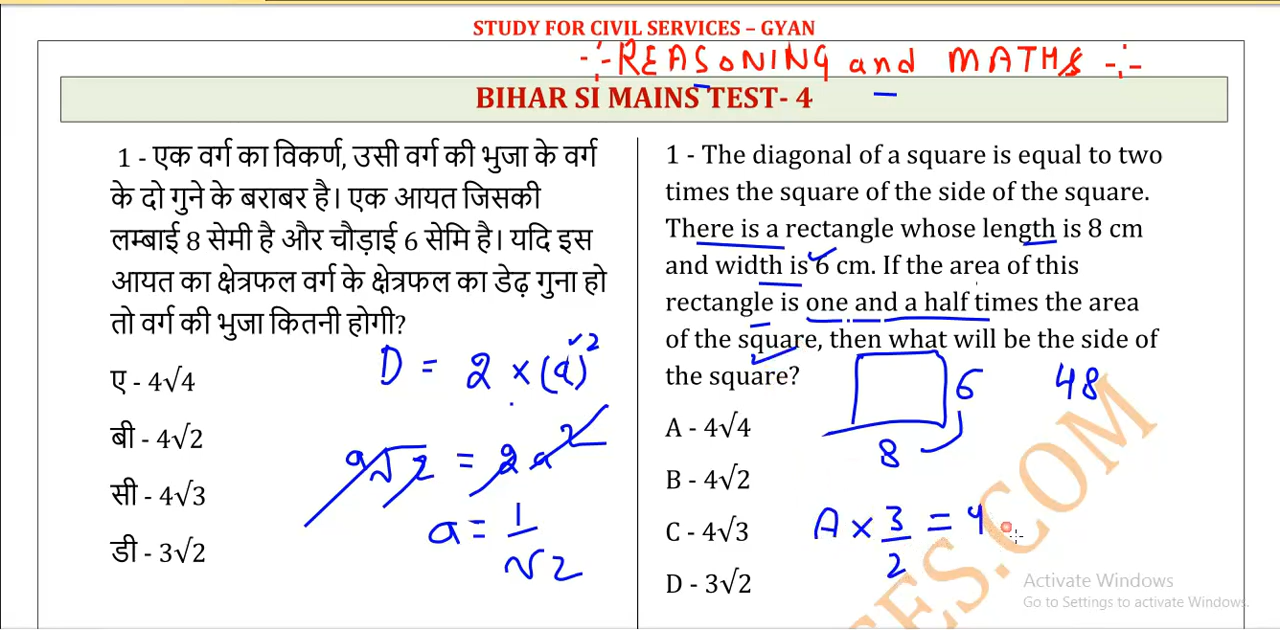 STUDY FOR CIVIL SERVICES – GYAN
-:- REASONING and MATHS -:-
BIHAR SI MAINS TEST- 4
1 - एक वर्ग का विकर्ण, उसी वर्ग की भुजा के वर्ग
के दो गुने के बराबर है। एक आयत जिसकी
लम्बाई 8 सेमी है और चौड़ाई 6 सेमि है। यदि इस
आयत का क्षेत्रफल वर्ग के क्षेत्रफल का डेढ़ गुना हो
तो वर्ग की भुजा कितनी होगी?
ए - 4√4
बी - 4√2
सी - 4√3
डी - 3√2
D = 2 × (a)²
a√2 = 2a²
a = 1/√2
1 - The diagonal of a square is equal to two
times the square of the side of the square.
There is a rectangle whose length is 8 cm
and width is 6 cm. If the area of this
rectangle is one and a half times the area
of the square, then what will be the side of
the square?
6 48
8
A - 4√4
B - 4√2
C - 4√3
D - 3√2
A × 3/2 = 4
Activate Windows
Go to Settings to activate Windows.